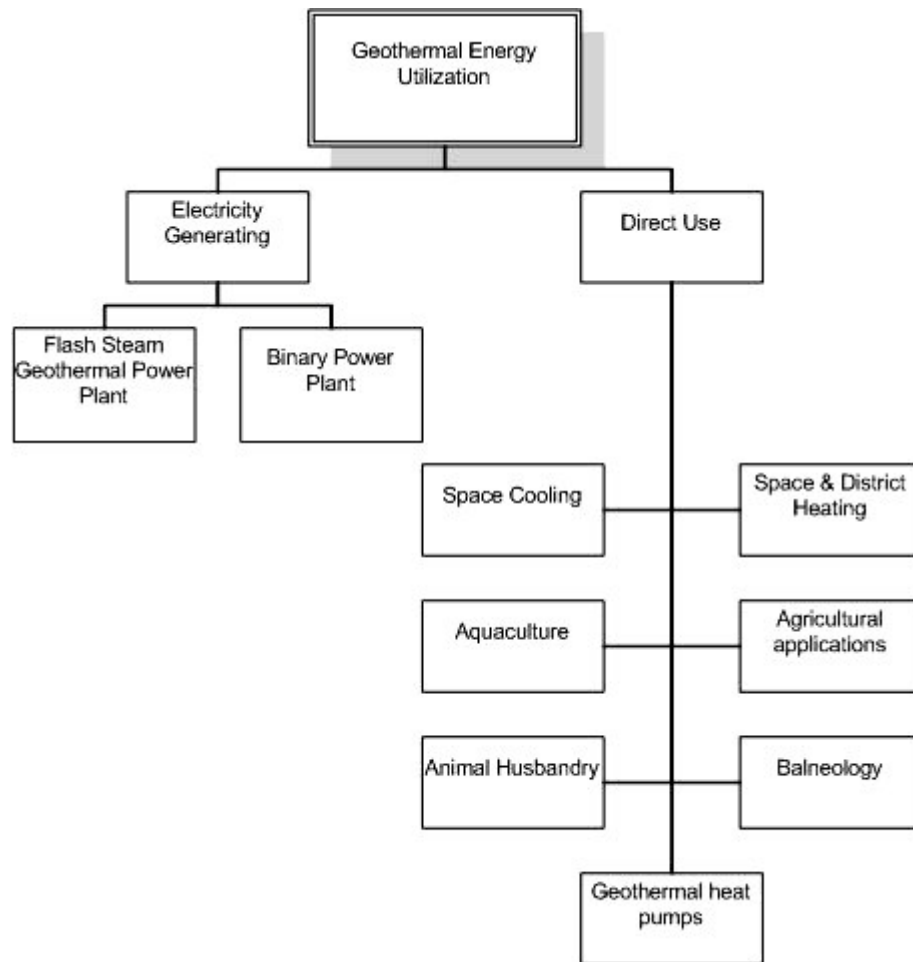 Geothermal Energy
Utilization
Electricity
Generating
Direct Use
Flash Steam
Geothermal Power
Plant
Binary Power
Plant
Space Cooling
Space & District
Heating
Aquaculture
Agricultural
applications
Animal Husbandry
Balneology
Geothermal heat
pumps